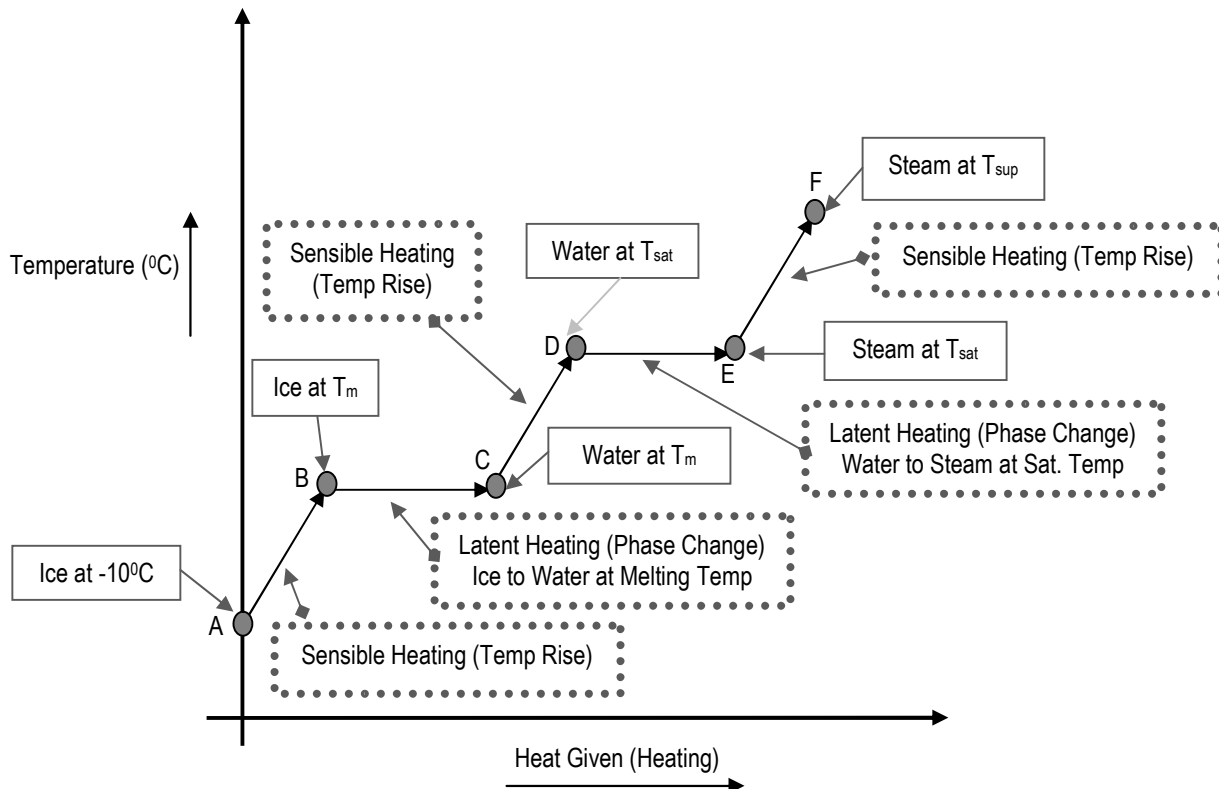 F
Steam at Tsup
Temperature (⁰C)
Sensible Heating
(Temp Rise)
Water at Tsat
Sensible Heating (Temp Rise)
D
E
Steam at Tsat
Ice at Tm
B
C
Water at Tm
Latent Heating (Phase Change)
Water to Steam at Sat. Temp
Latent Heating (Phase Change)
Ice to Water at Melting Temp
Ice at -10⁰C
A
Sensible Heating (Temp Rise)
Heat Given (Heating)